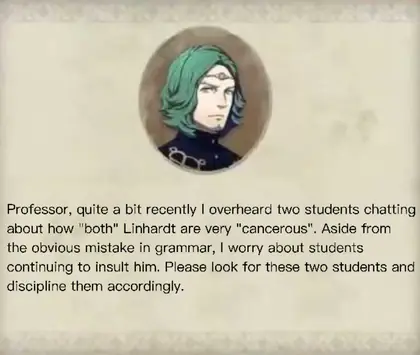 Professor, quite a bit recently I overheard two students chatting
about how "both" Linhardt are very "cancerous". Aside from
the obvious mistake in grammar, I worry about students
continuing to insult him. Please look for these two students and
discipline them accordingly.